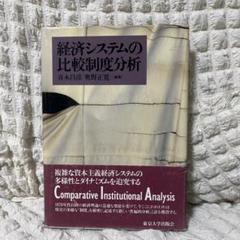 経済システムの
比較制度分析
青木昌彦 奥野正寛 編著
複雑な資本主義経済システムの
多様性とダイナミズムを追究する
Comparative Institutional Analysis
東京大学出版会